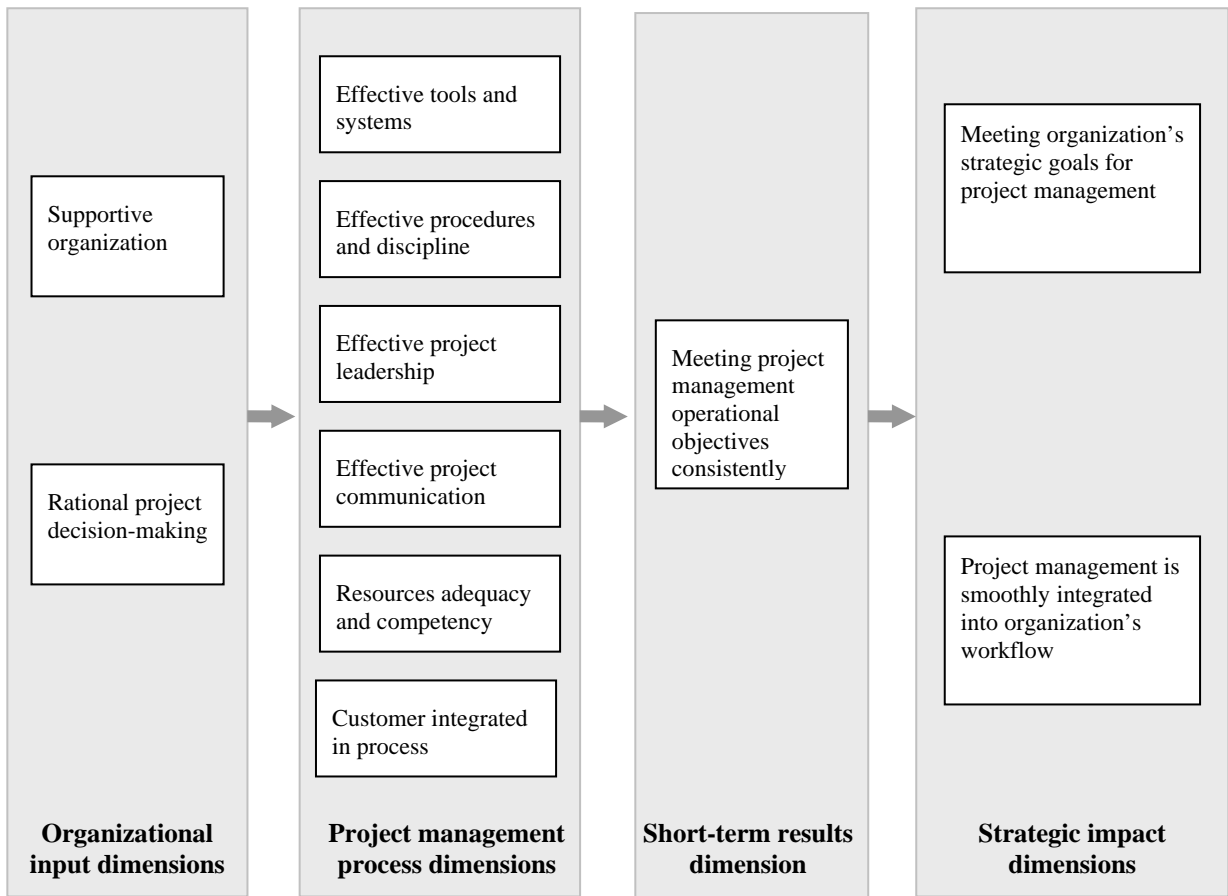 Supportive
organization
Rational project
decision-making
Organizational
input dimensions
Effective tools and
systems
Effective procedures
and discipline
Effective project
leadership
Effective project
communication
Resources adequacy
and competency
Customer integrated
in process
Project management
process dimensions
Meeting project
management
operational
objectives
consistently
Short-term results
dimension
Meeting organization’s
strategic goals for
project management
Project management is
smoothly integrated
into organization’s
workflow
Strategic impact
dimensions